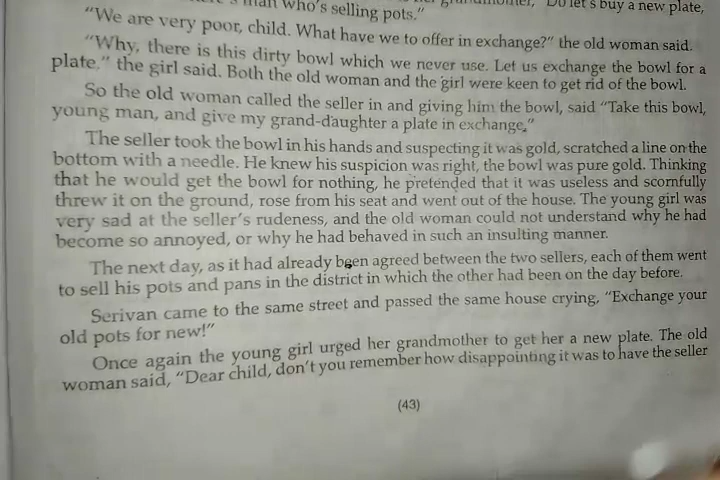 man who's selling pots."
grandmother, "Do let's buy a new plate,
"We are very poor, child. What have we to offer in exchange?" the old woman said.
"Why, there is this dirty bowl which we never use. Let us exchange the bowl for a
plate." the girl said. Both the old woman and the girl were keen to get rid of the bowl.
So the old woman called the seller in and giving him the bowl, said "Take this bowl,
young man, and give my grand-daughter a plate in exchange."
The seller took the bowl in his hands and suspecting it was gold, scratched a line on the
bottom with a needle. He knew his suspicion was right, the bowl was pure gold. Thinking
that he would get the bowl for nothing, he pretended that it was useless and scornfully
threw it on the ground, rose from his seat and went out of the house. The young girl was
very sad at the seller's rudeness, and the old woman could not understand why he had
become so annoyed, or why he had behaved in such an insulting manner.
The next day, as it had already been agreed between the two sellers, each of them went
to sell his pots and pans in the district in which the other had been on the day before.
Serivan came to the same street and passed the same house crying, "Exchange your
old pots for new!"
Once again the young girl urged her grandmother to get her a new plate. The old
woman said, "Dear child, don't you remember how disappointing it was to have the seller
(43)